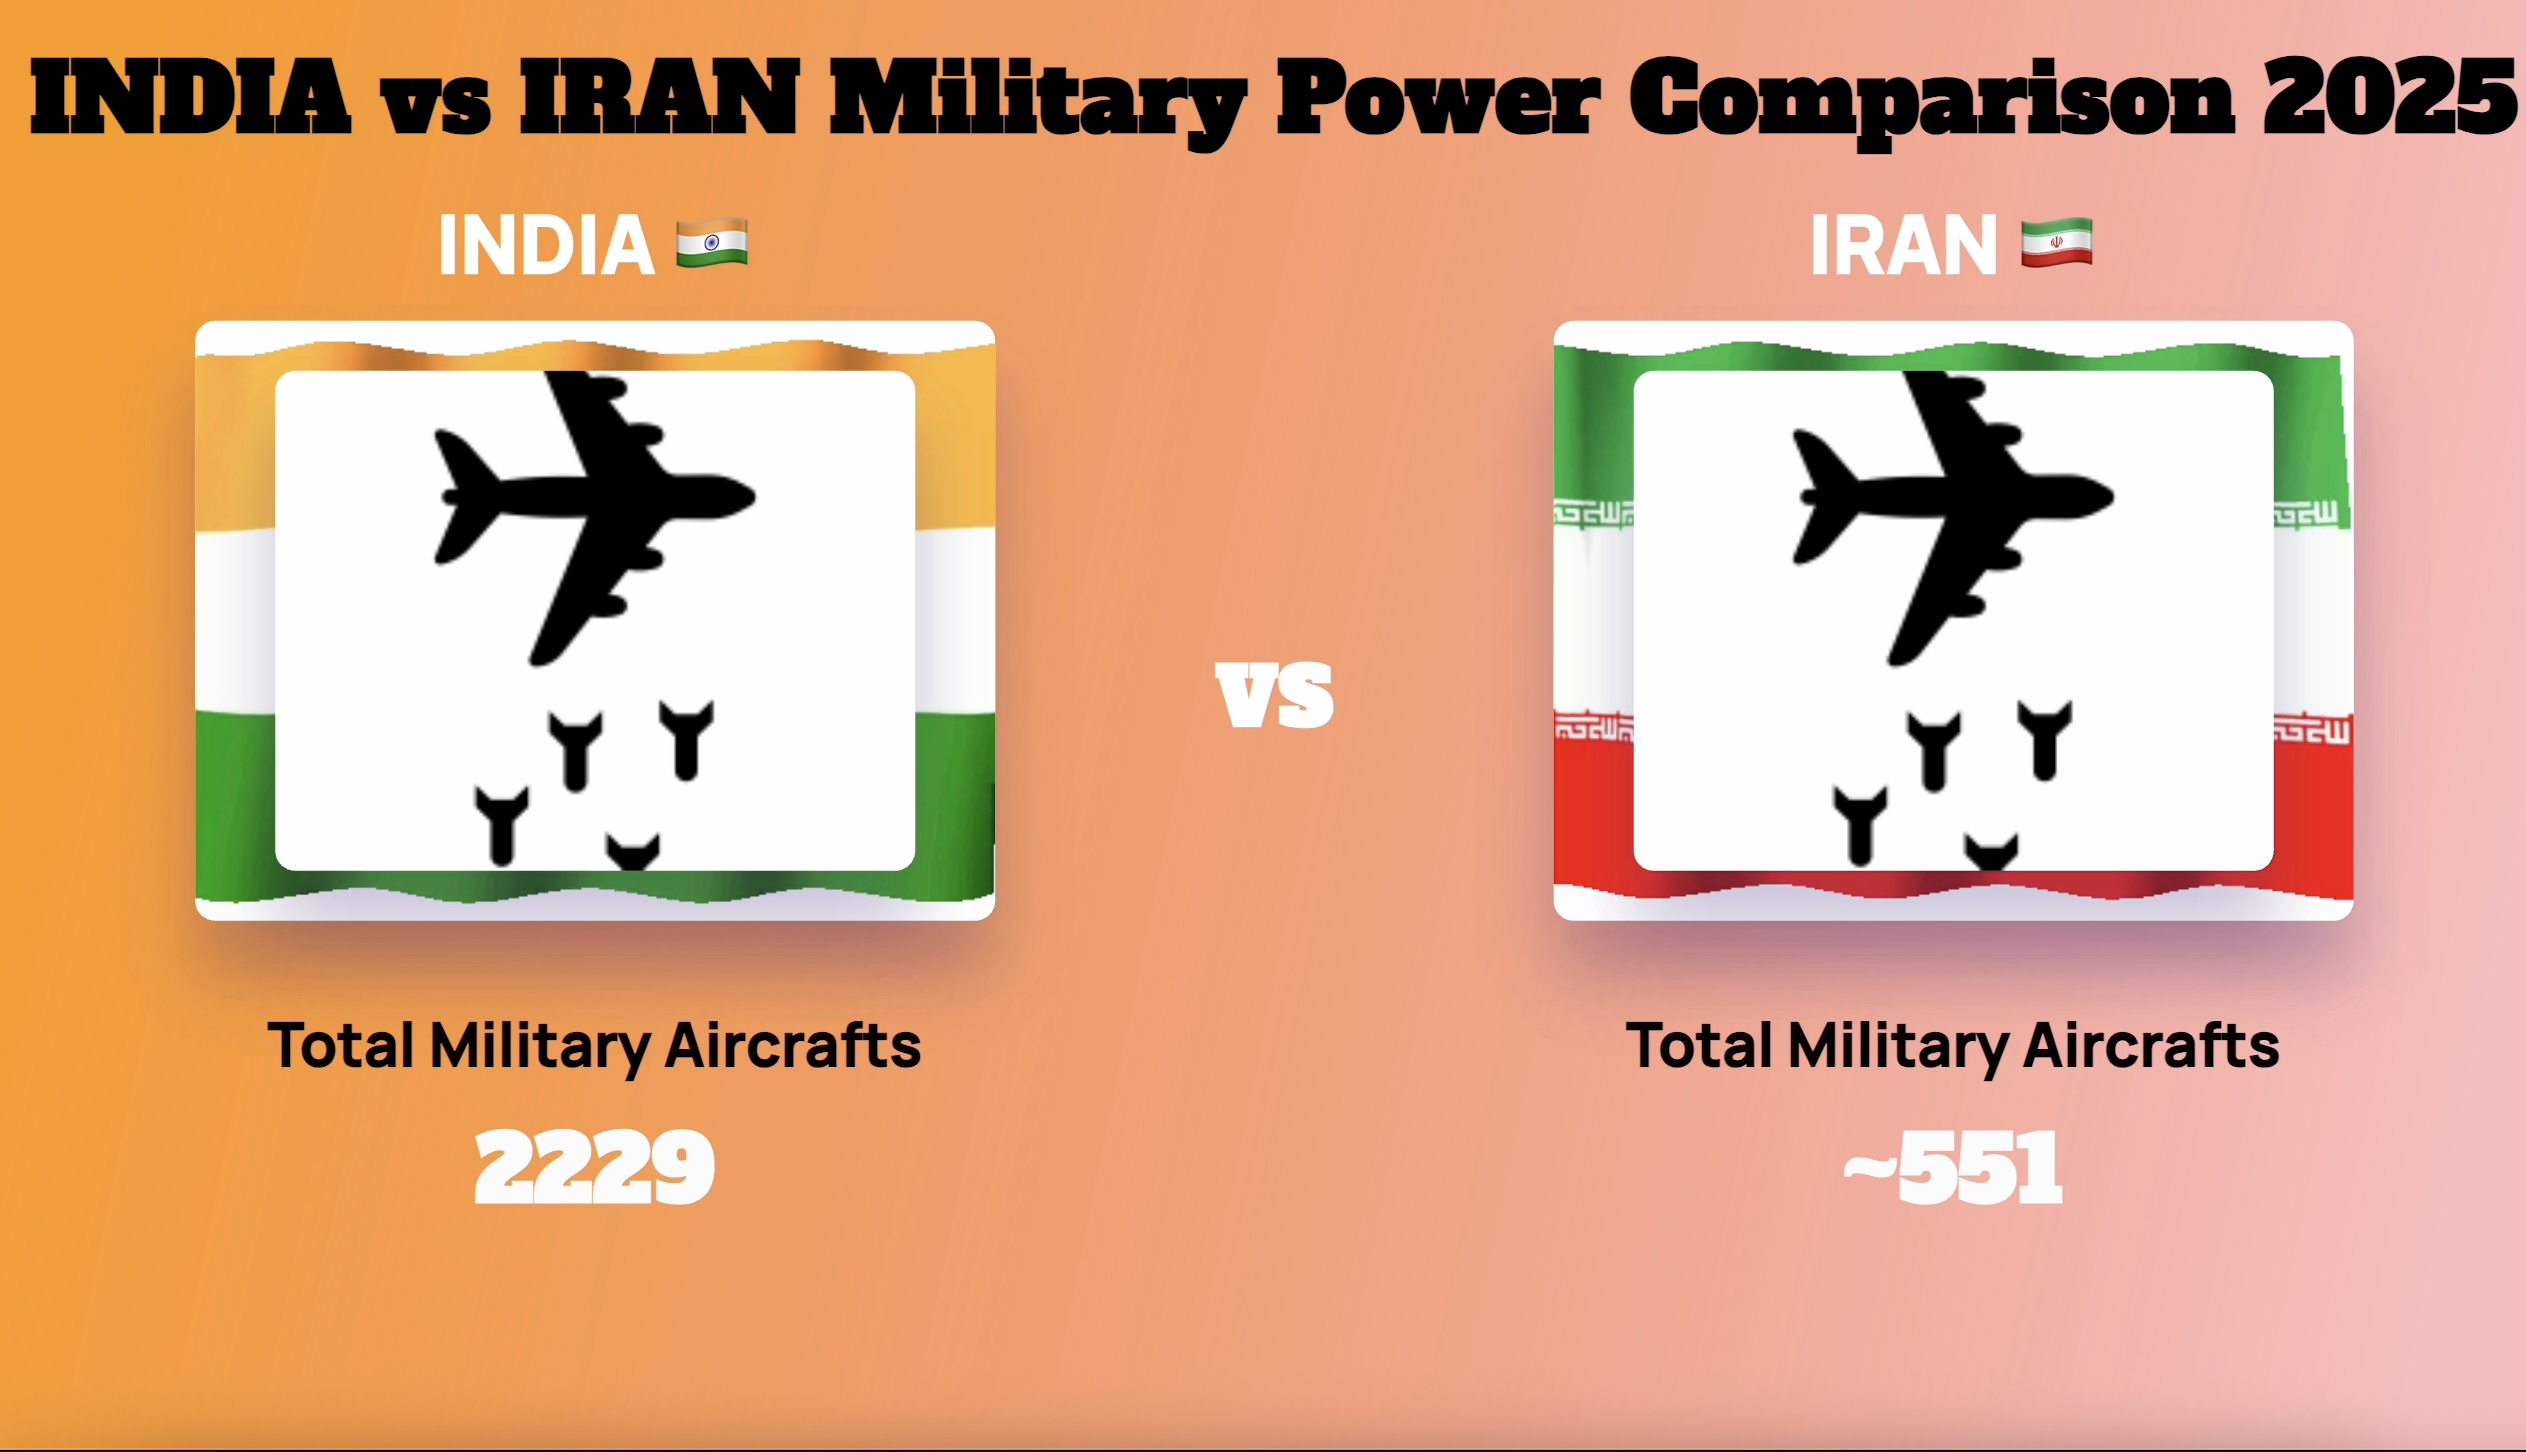 INDIA vs IRAN Military Power Comparison 2025
INDIA 🇮🇳
IRAN 🇮🇷
vs
Total Military Aircrafts
Total Military Aircrafts
2229
~551